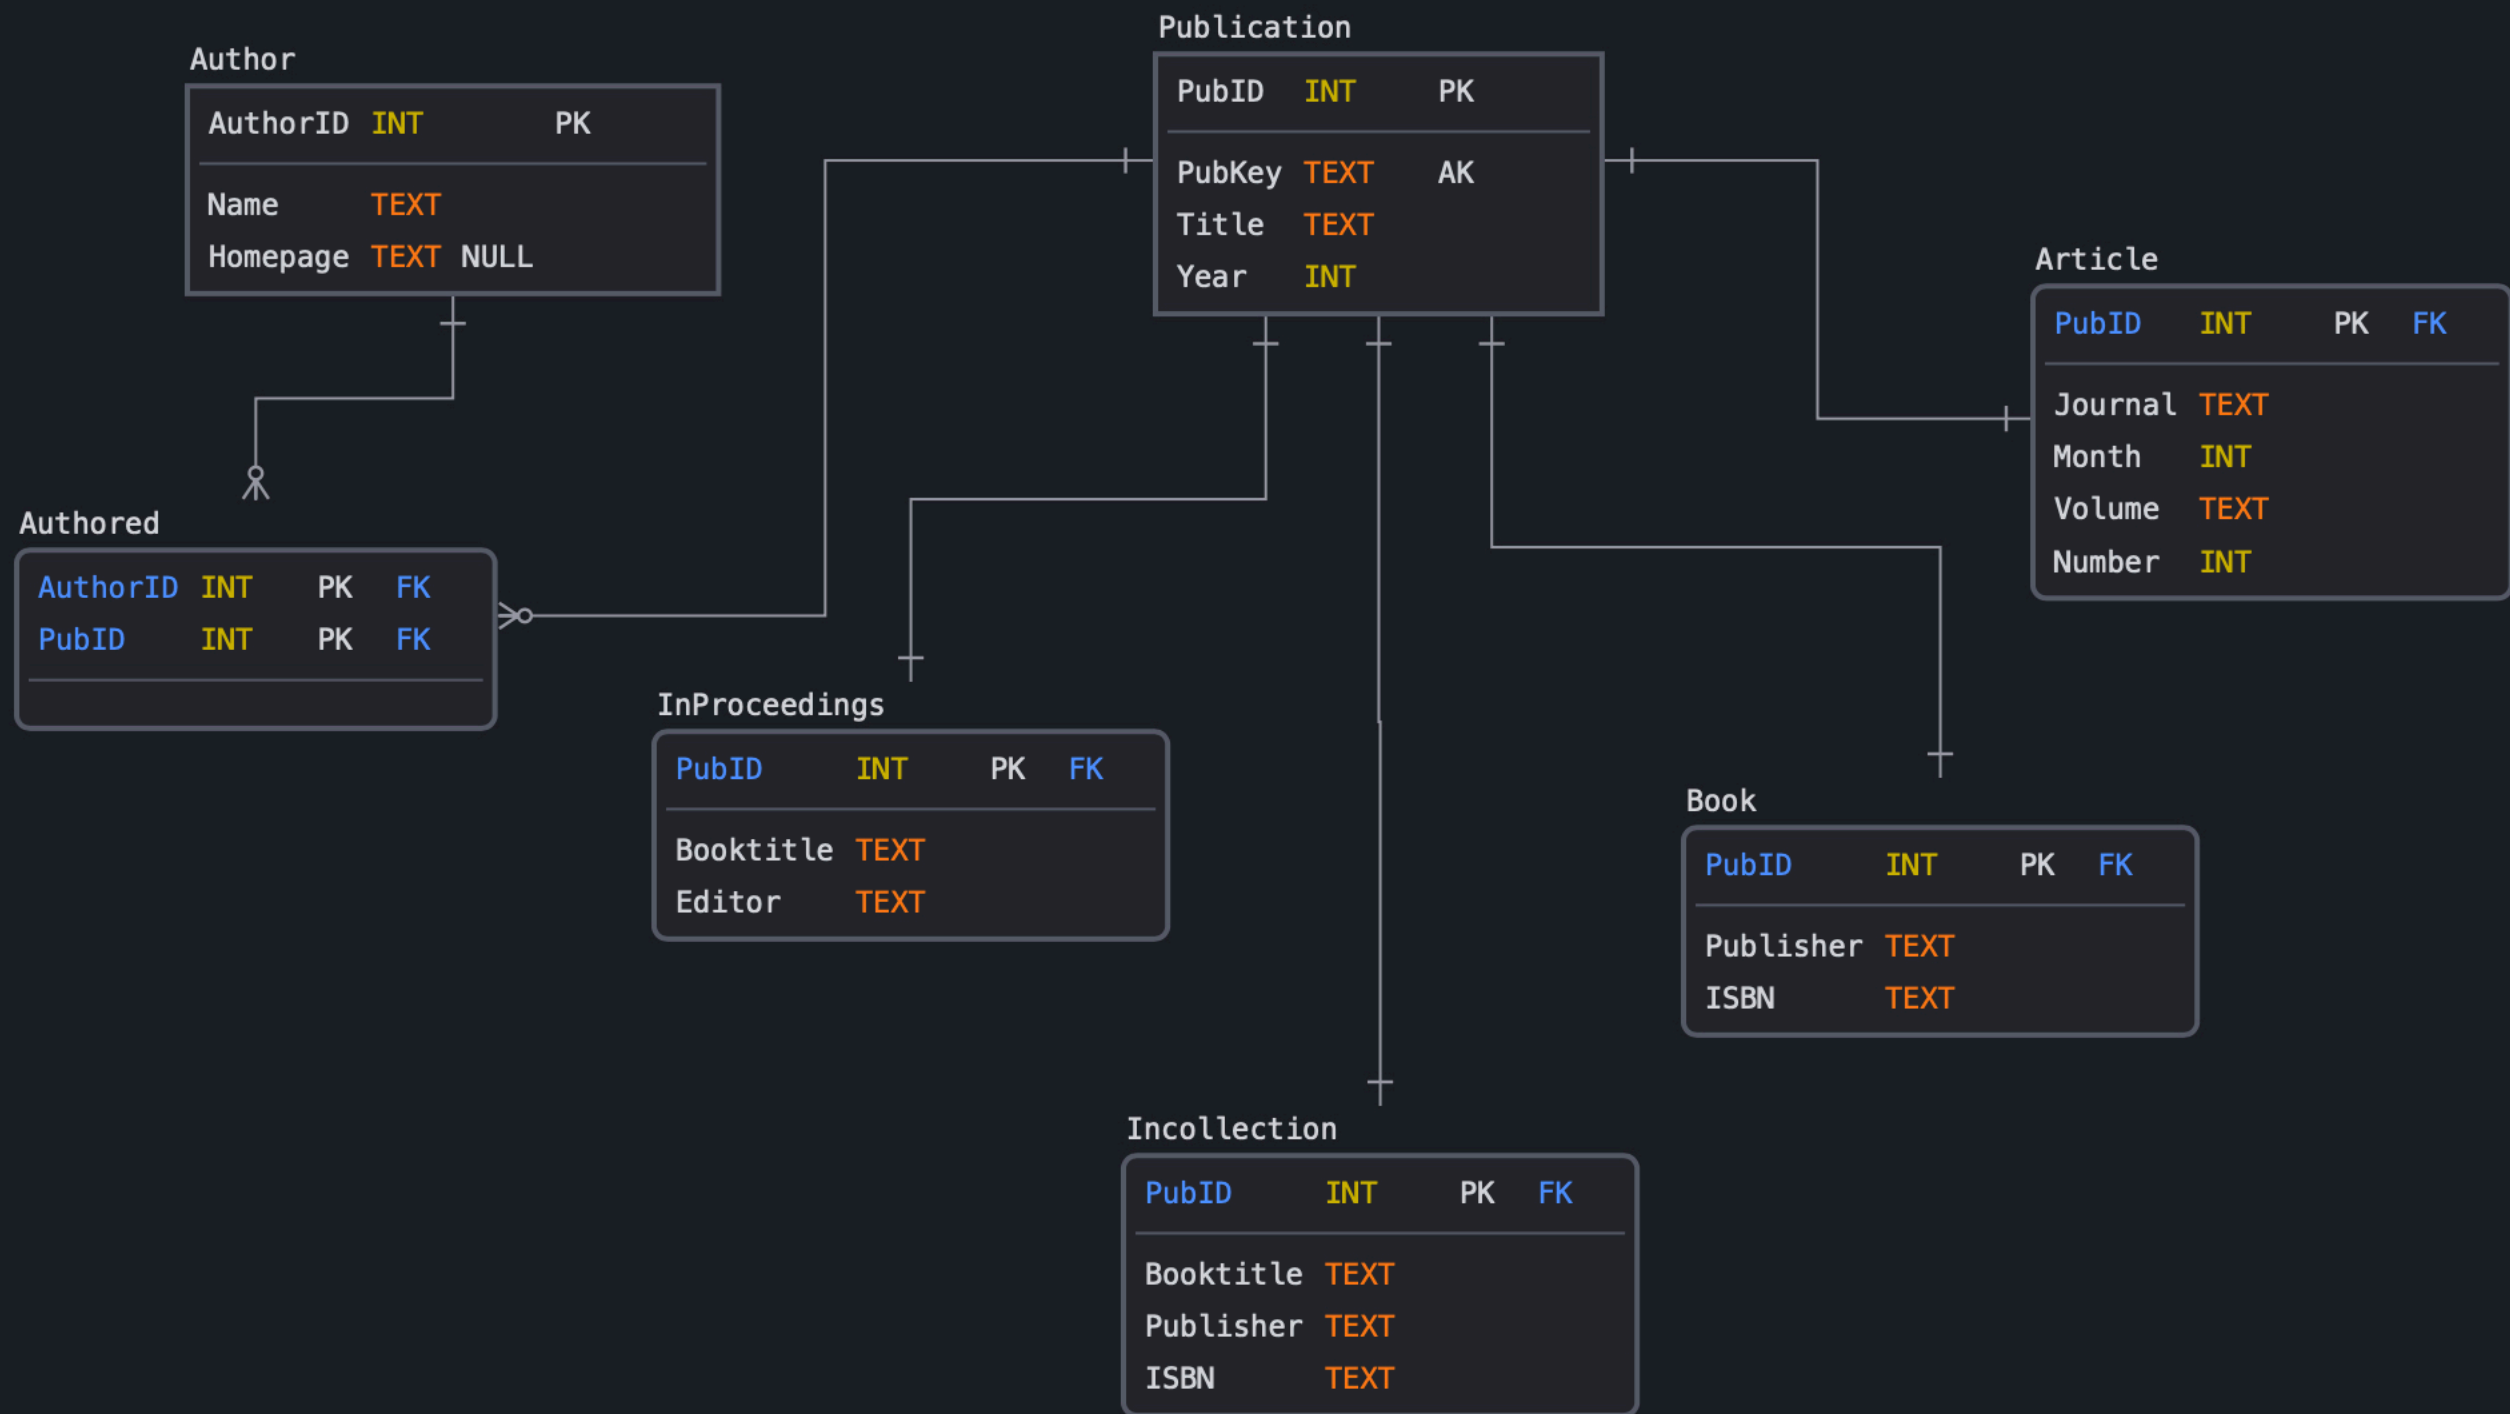 Author
AuthorID INT PK
Name TEXT
Homepage TEXT NULL
Publication
PubID INT PK
PubKey TEXT AK
Title TEXT
Year INT
Article
PubID INT PK FK
Journal TEXT
Month INT
Volume TEXT
Number INT
Authored
AuthorID INT PK FK
PubID INT PK FK
InProceedings
PubID INT PK FK
Booktitle TEXT
Editor TEXT
Book
PubID INT PK FK
Publisher TEXT
ISBN TEXT
Incollection
PubID INT PK FK
Booktitle TEXT
Publisher TEXT
ISBN TEXT